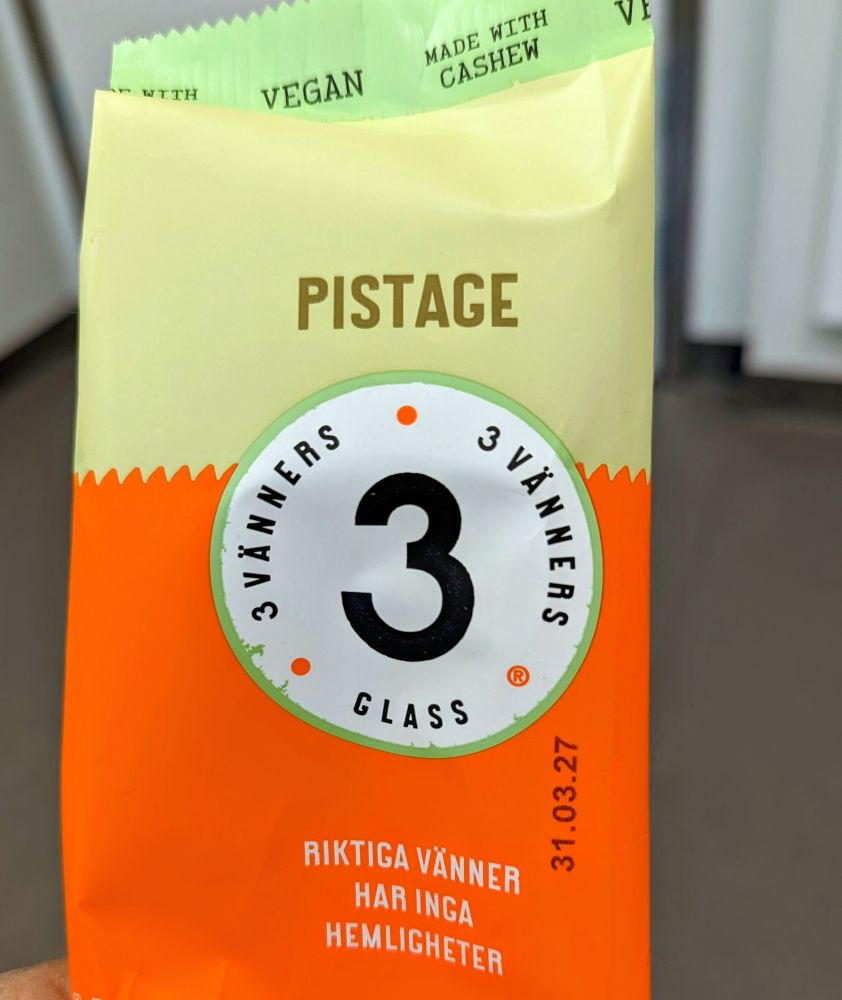 VEGAN
MADE WITH
CASHEW
WITH
PISTAGE
3 VÄNNERS
3 VÄNNERS
3
GLASS
®
31.03.27
RIKTIGA VÄNNER
HAR INGA
HEMLIGHETER